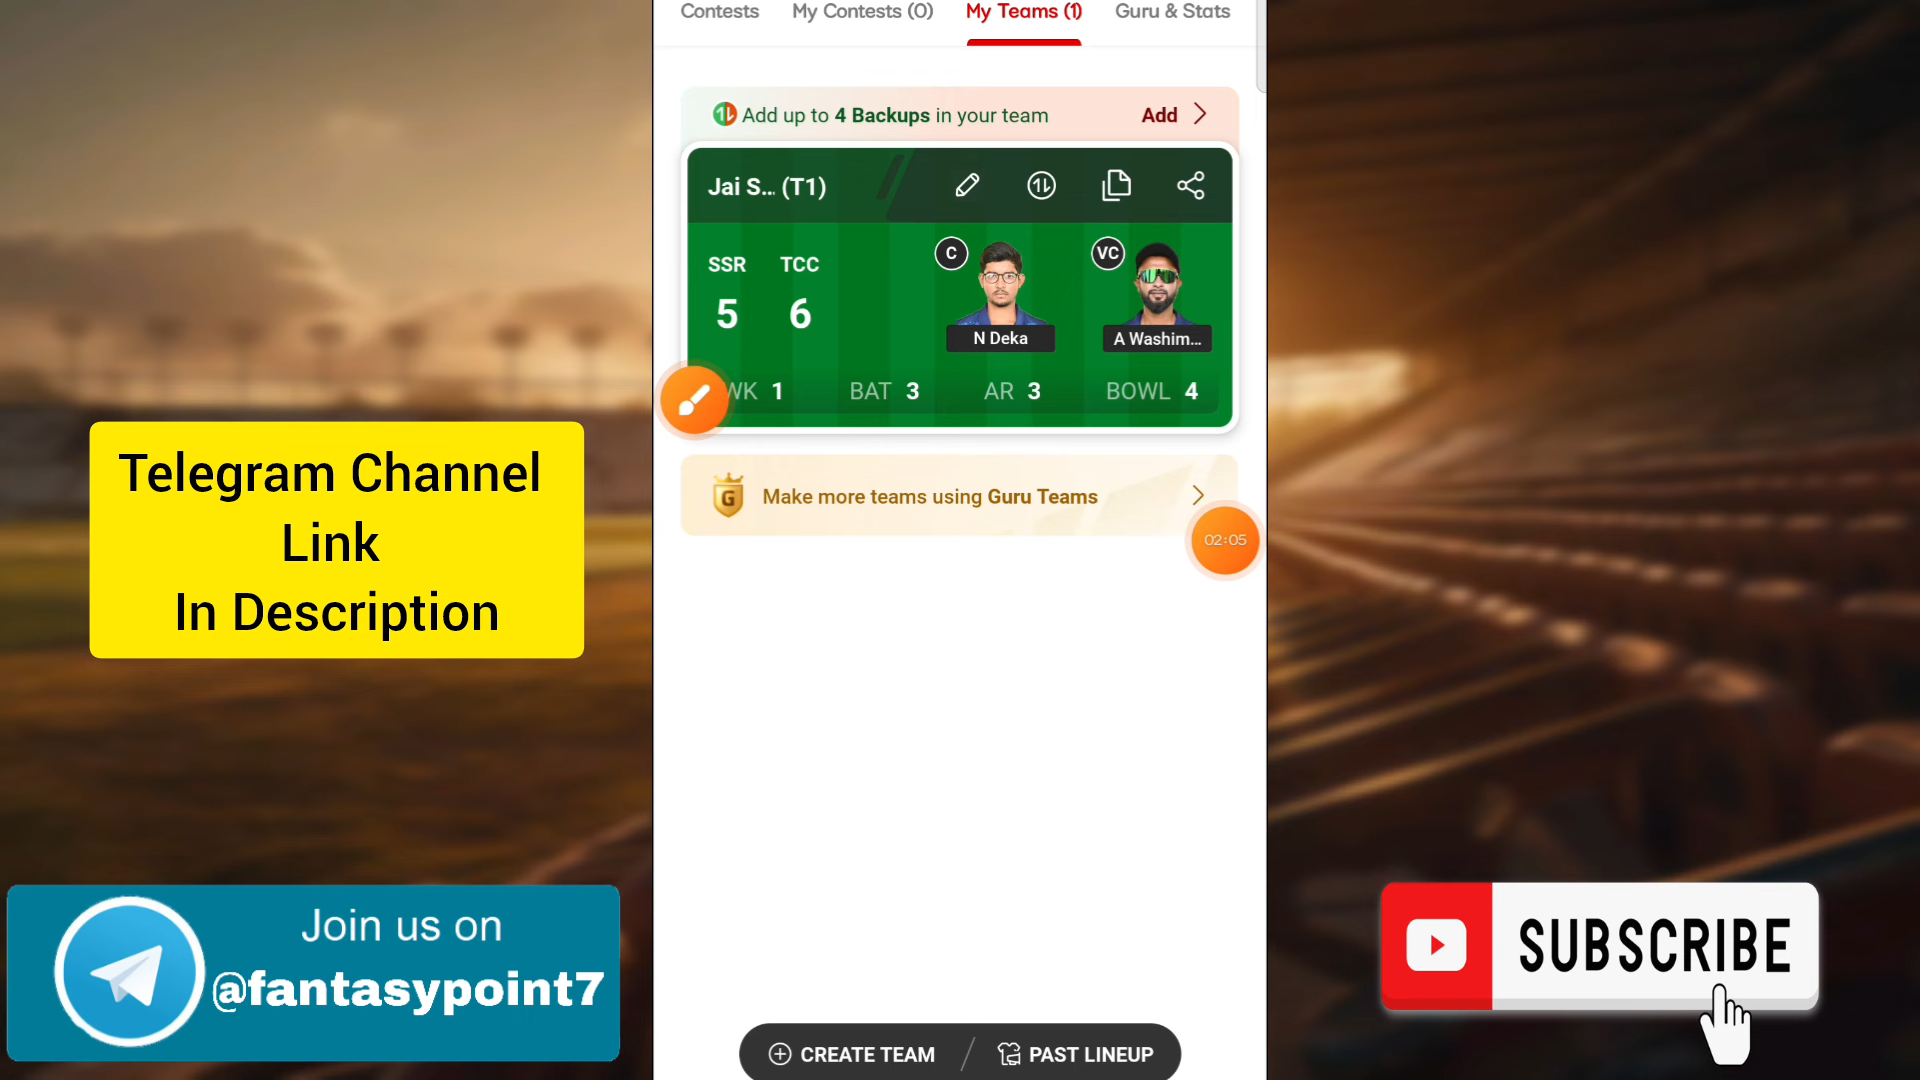 Contests
My Contests (0)
My Teams (1)
Guru & Stats
Add up to 4 Backups in your team
Add
Jai S... (T1)
SSR
TCC
5
6
C
N Deka
VC
A Washim...
WK 1
BAT 3
AR 3
BOWL 4
G
Make more teams using Guru Teams
02:05
CREATE TEAM
PAST LINEUP
Telegram Channel
Link
In Description
Join us on
@fantasypoint7
SUBSCRIBE